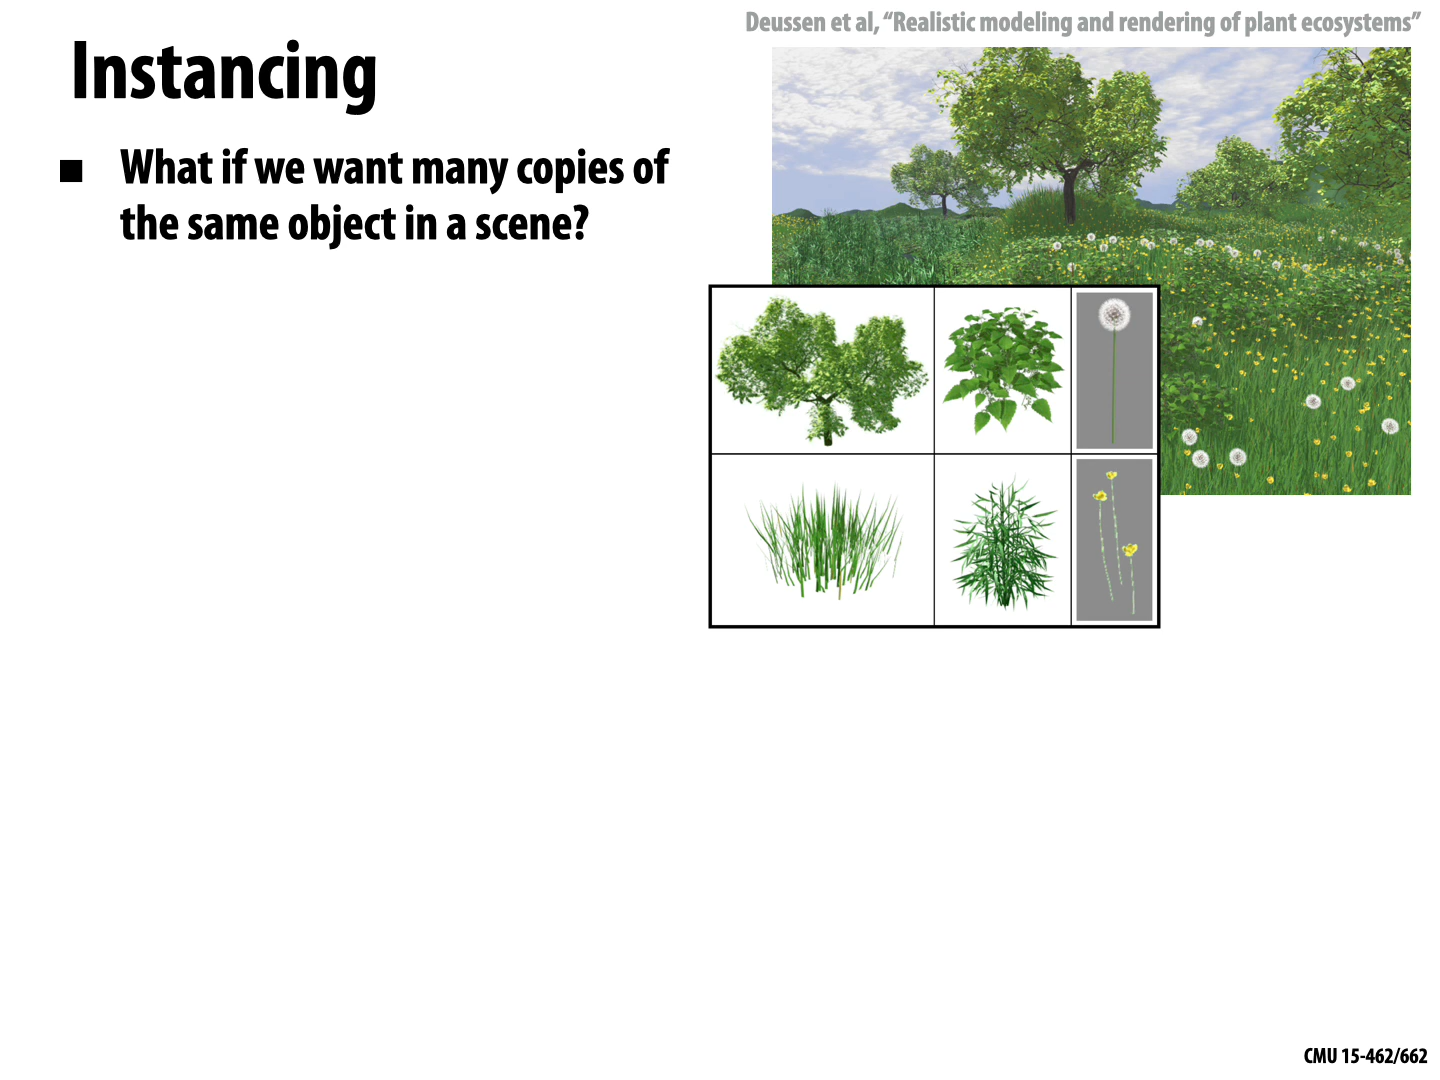 Deussen et al, “Realistic modeling and rendering of plant ecosystems”
Instancing
■ What if we want many copies of
the same object in a scene?
CMU 15-462/662